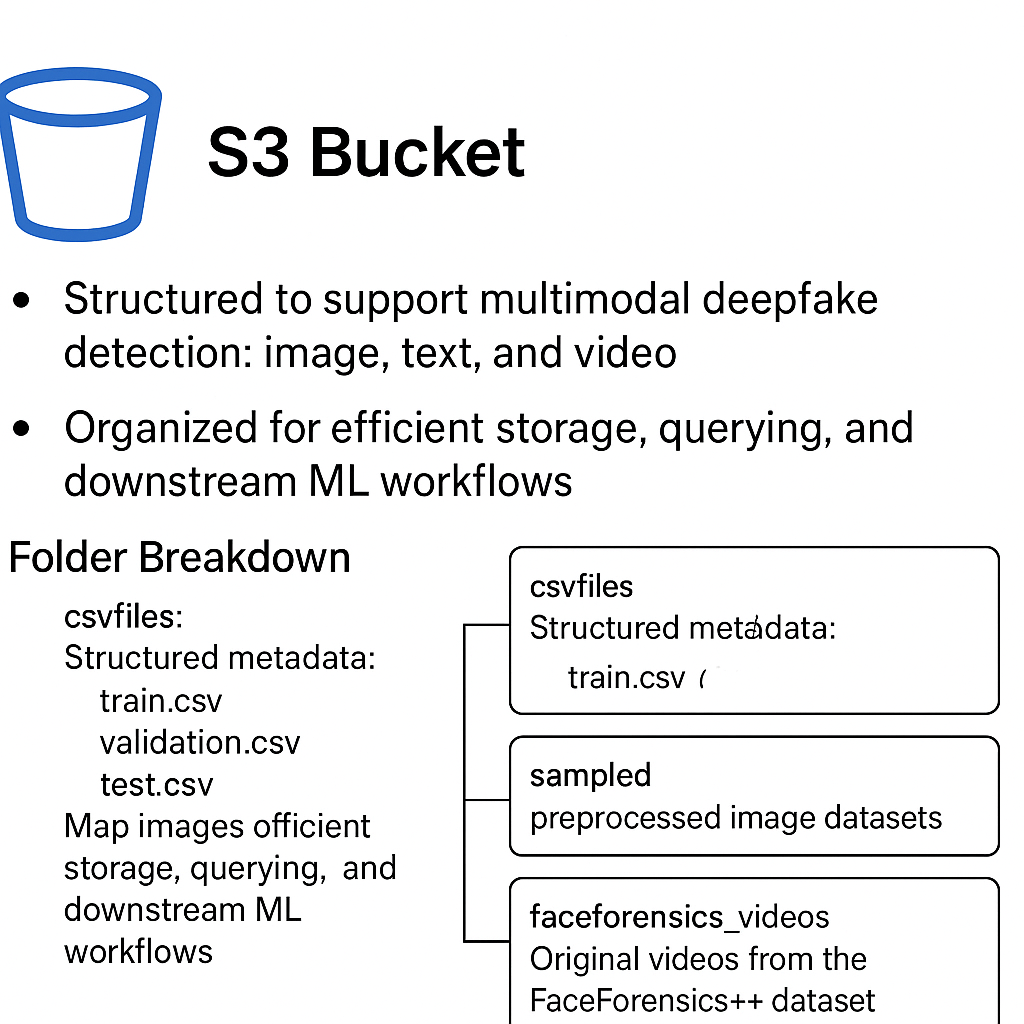 S3 Bucket
• Structured to support multimodal deepfake
detection: image, text, and video
• Organized for efficient storage, querying, and
downstream ML workflows
Folder Breakdown
csvfiles:
Structured metadata:
train.csv
validation.csv
test.csv
Map images officient
storage, querying, and
downstream ML
workflows
csvfiles
Structured metadata:
train.csv (
sampled
preprocessed image datasets
faceforensics_videos
Original videos from the
FaceForensics++ dataset